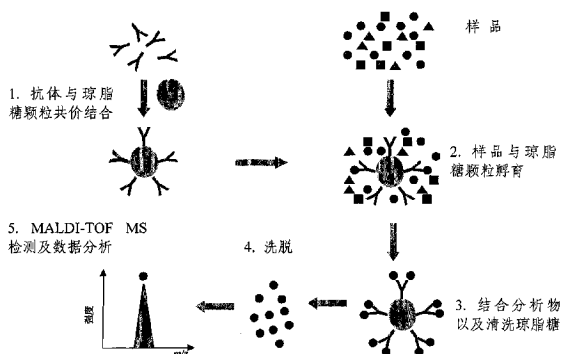 样品
1. 抗体与琼脂
糖颗粒共价结合
2. 样品与琼脂
糖颗粒孵育
5. MALDI-TOF MS
检测及数据分析
4. 洗脱
3. 结合分析物
以及清洗琼脂糖
强度
m/z